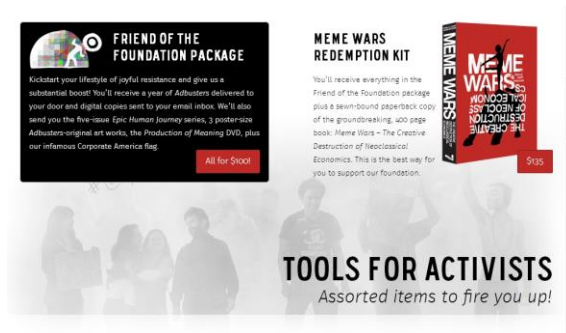 FRIEND OF THE
FOUNDATION PACKAGE
Kickstart your lifestyle of joyful resistance and give us a
substantial boost! You'll receive a year of Adbusters delivered to
your door and digital copies sent to your email inbox. We'll also
send you the five-issue Epic Human Journey series, 3 poster-size
Adbusters-original art works, the Production of Meaning DVD, plus
our infamous Corporate America flag.
All for $100!
MEME WARS
REDEMPTION KIT
You'll receive everything in the
Friend of the Foundation package
plus a sewn-bound paperback copy
of the groundbreaking, 400 page
book: Meme Wars – The Creative
Destruction of Neoclassical
Economics. This is the best way for
you to support our foundation.
MEME WARS
MEME
WARS
THE CREATIVE
DESTRUCTION
OF NEOCLASSICAL
ECONOMICS
$135
TOOLS FOR ACTIVISTS
Assorted items to fire you up!